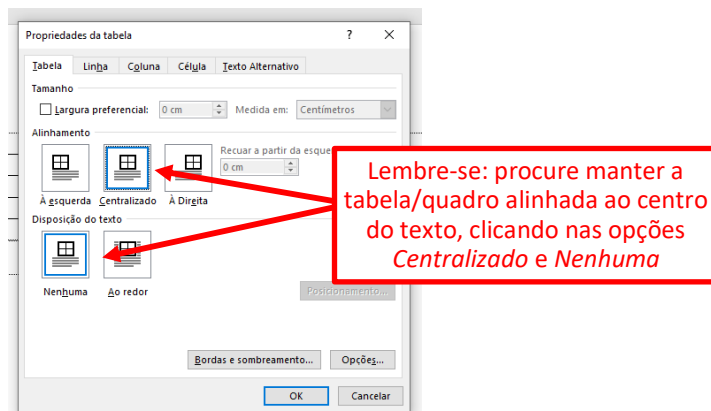 Propriedades da tabela ? ×
Tabela Linha Coluna Célula Texto Alternativo
Tamanho
Largura preferencial: 0 cm Medida em: Centímetros
Alinhamento
Recuar a partir da
0 cm
À esquerda Centralizado À Direita
Disposição do texto
Nenhuma Ao redor
Posicionamento...
Bordas e sombreamento... Opções...
OK Cancelar
Lembre-se: procure manter a
tabela/quadro alinhada ao centro
do texto, clicando nas opções
Centralizado e Nenhuma